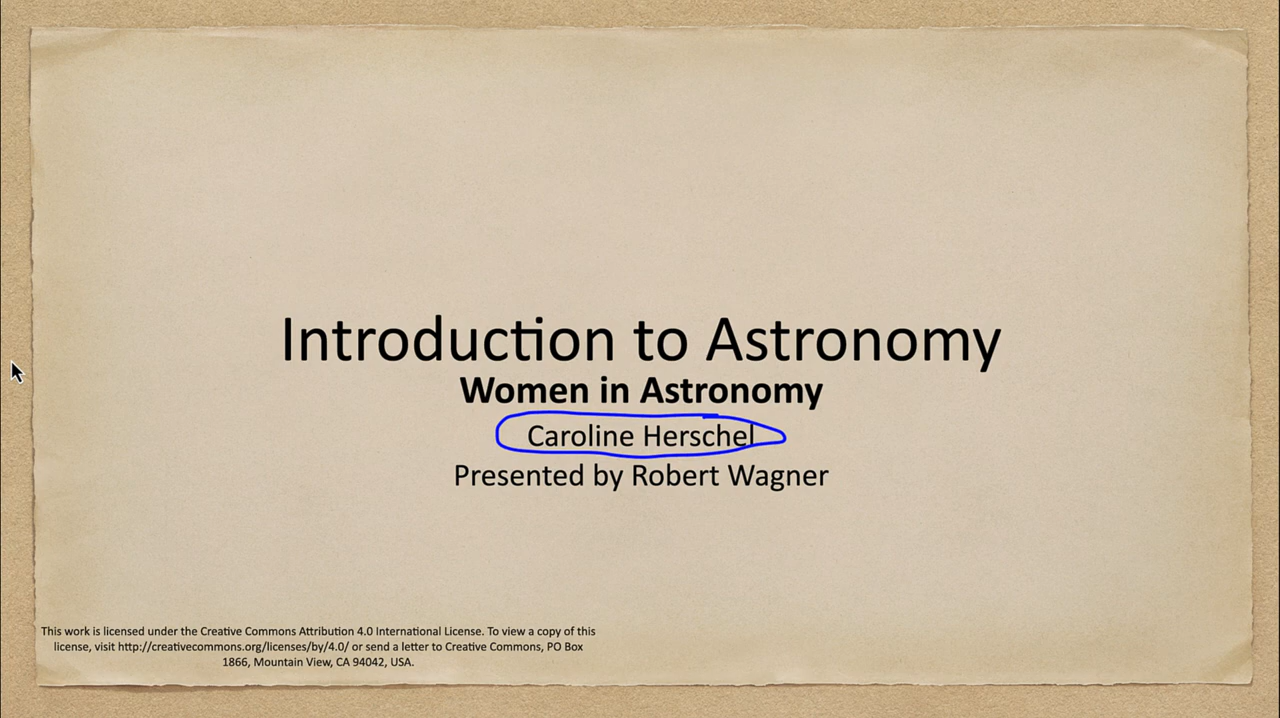 Introduction to Astronomy
Women in Astronomy
Caroline Herschel
Presented by Robert Wagner
This work is licensed under the Creative Commons Attribution 4.0 International License. To view a copy of this
license, visit http://creativecommons.org/licenses/by/4.0/ or send a letter to Creative Commons, PO Box
1866, Mountain View, CA 94042, USA.